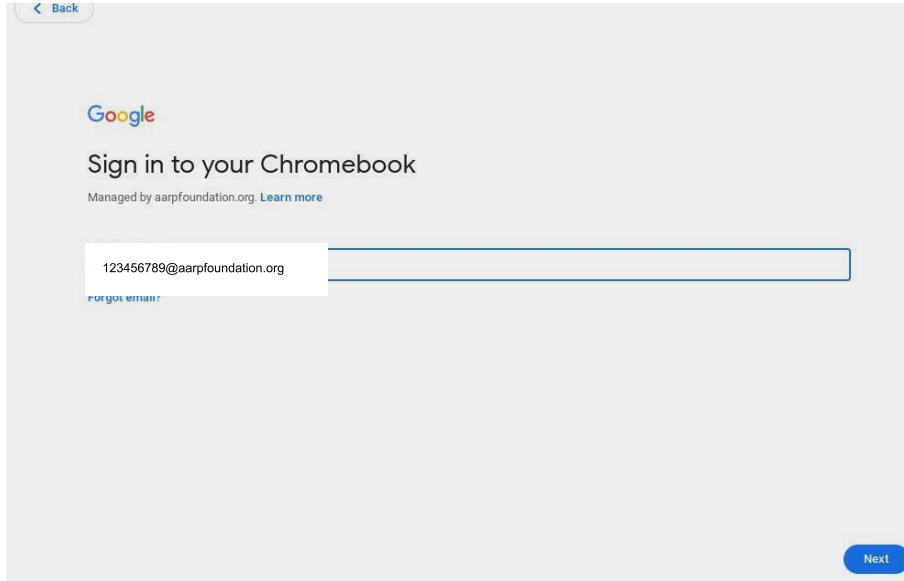 Back
Google
Sign in to your Chromebook
Managed by aarpfoundation.org. Learn more
123456789@aarpfoundation.org
Forgot email?
Next